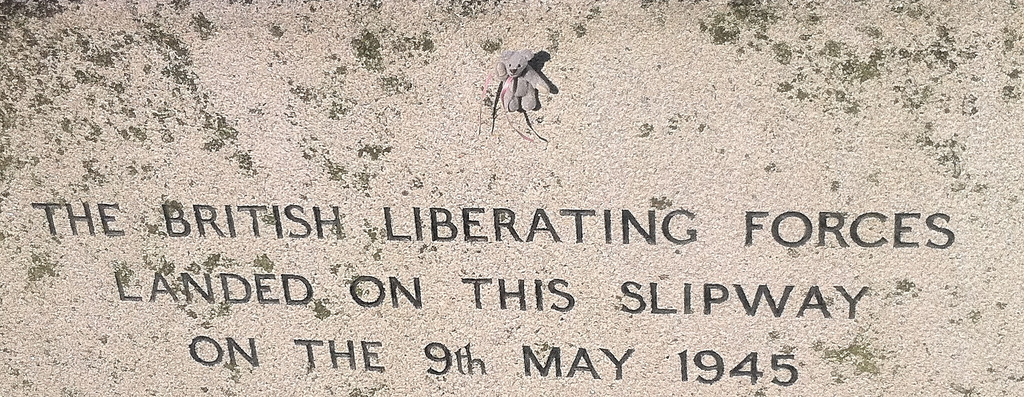 THE BRITISH LIBERATING FORCES
LANDED ON THIS SLIPWAY
ON THE 9th MAY 1945